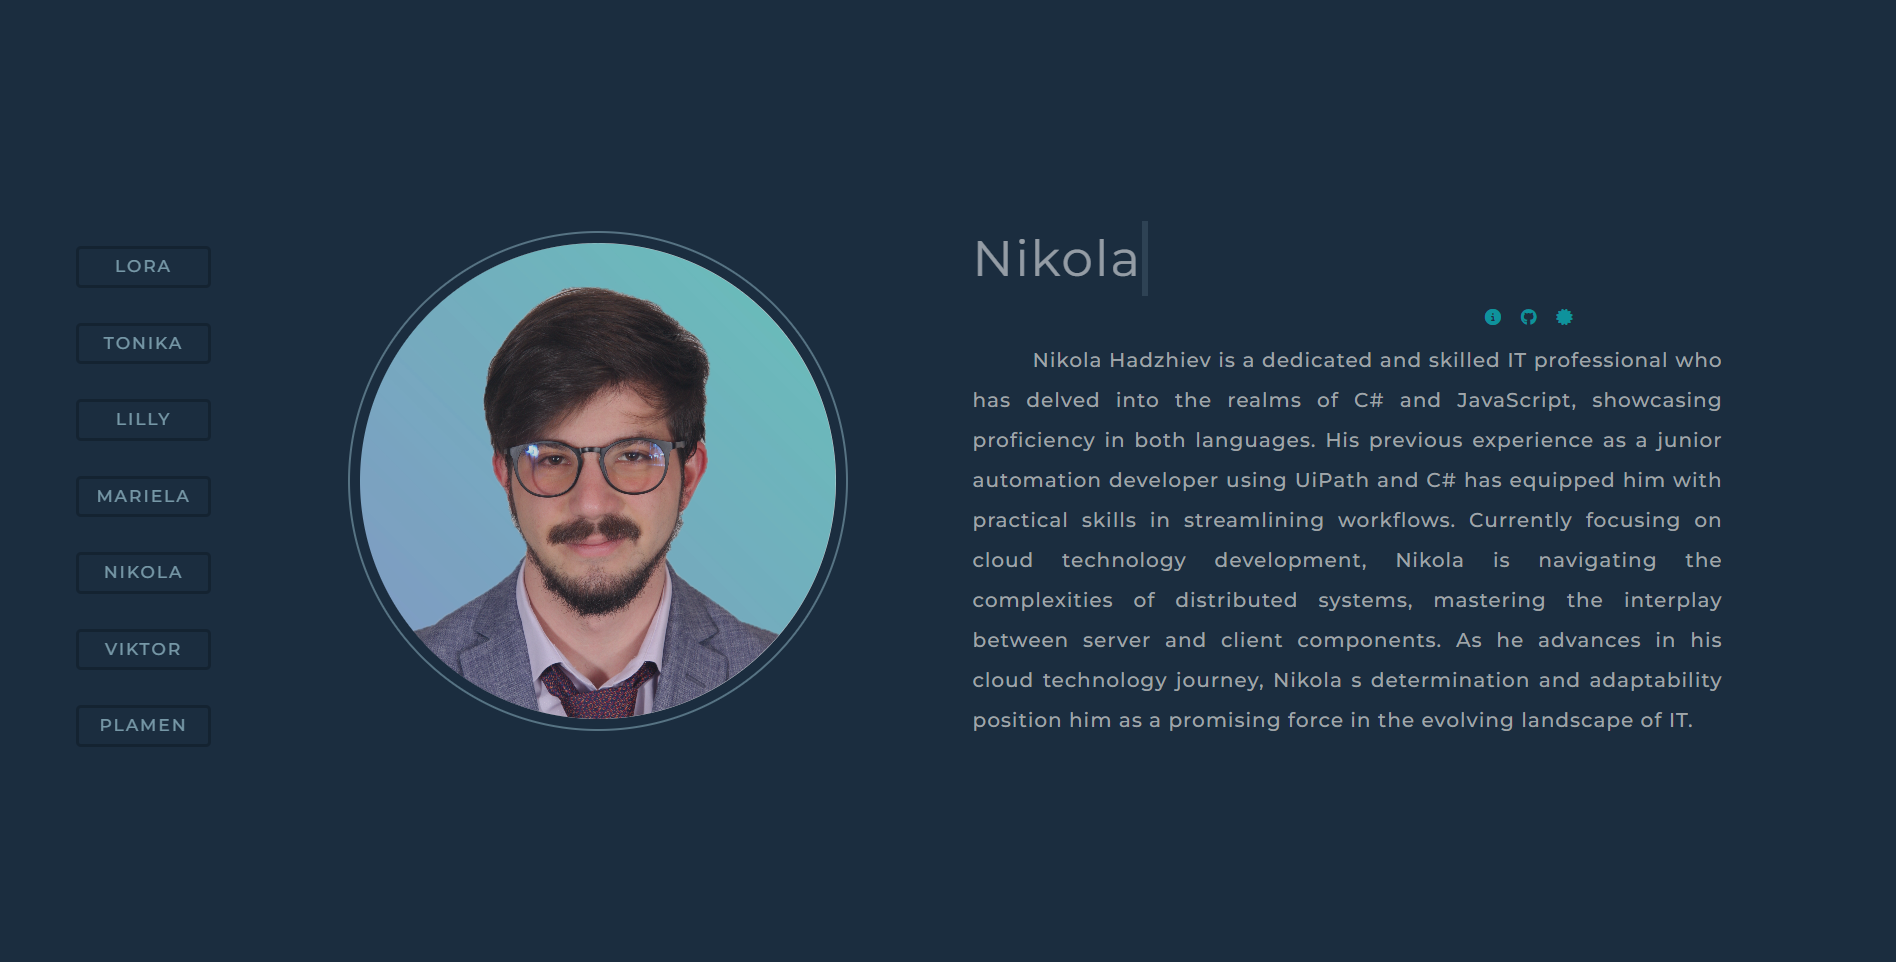 LORA
TONIKA
LILLY
MARIELA
NIKOLA
VIKTOR
PLAMEN
Nikola
Nikola Hadzhiev is a dedicated and skilled IT professional who
has delved into the realms of C# and JavaScript, showcasing
proficiency in both languages. His previous experience as a junior
automation developer using UiPath and C# has equipped him with
practical skills in streamlining workflows. Currently focusing on
cloud technology development, Nikola is navigating the
complexities of distributed systems, mastering the interplay
between server and client components. As he advances in his
cloud technology journey, Nikola s determination and adaptability
position him as a promising force in the evolving landscape of IT.